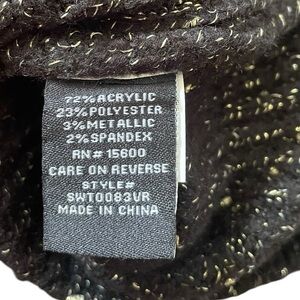 72% ACRYLIC
23% POLYESTER
3% METALLIC
2% SPANDEX
RN# 15600
CARE ON REVERSE
STYLE#
SWT0083VR
MADE IN CHINA